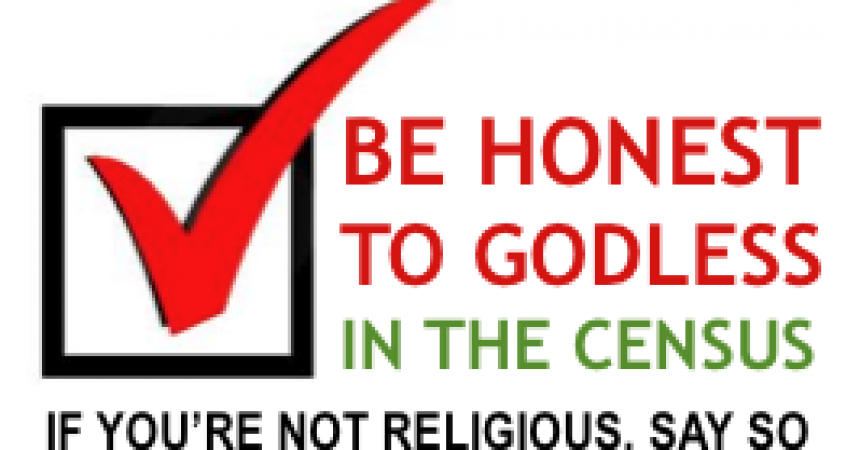 BE HONEST
TO GODLESS
IN THE CENSUS
IF YOU'RE NOT RELIGIOUS. SAY SO